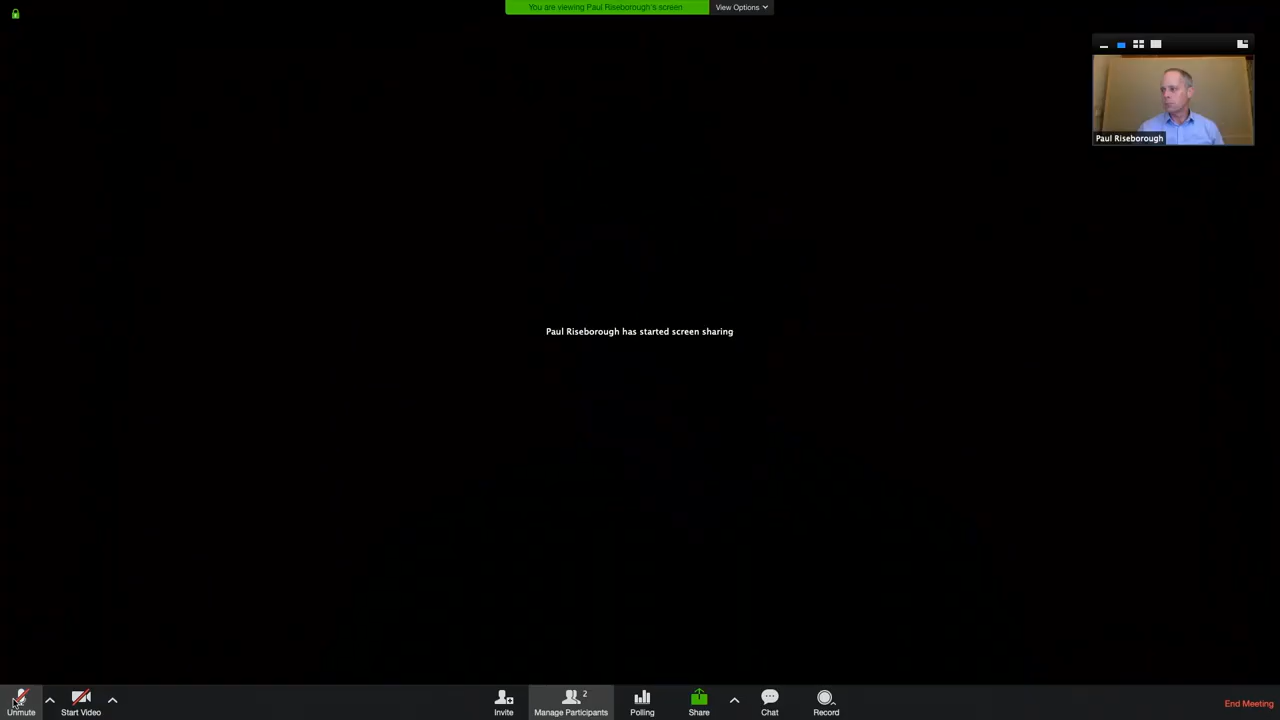 You are viewing Paul Riseborough's screen
View Options
Paul Riseborough
Paul Riseborough has started screen sharing
Unmute
Start Video
Invite
2
Manage Participants
Polling
Share
Chat
Record
End Meeting